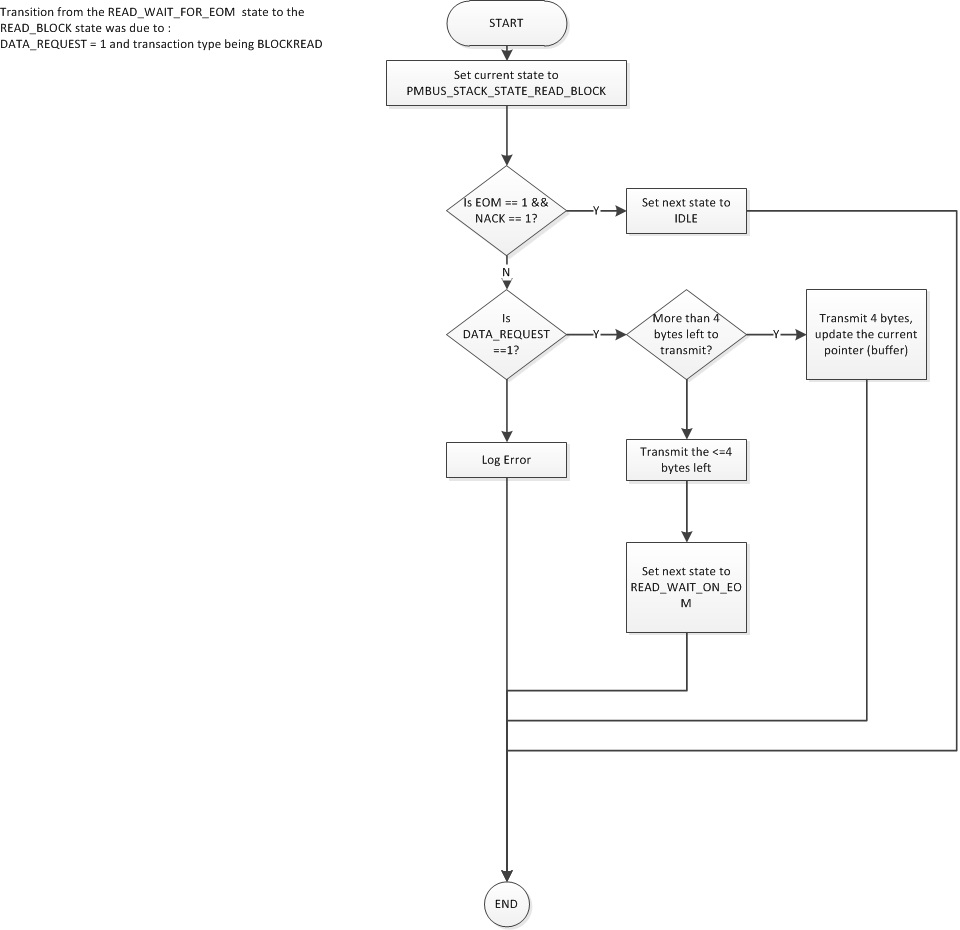 Transition from the READ_WAIT_FOR_EOM state to the
READ_BLOCK state was due to :
DATA_REQUEST = 1 and transaction type being BLOCKREAD
START
Set current state to
PMBUS_STACK_STATE_READ_BLOCK
Is EOM == 1 &&
NACK == 1?
Y
Set next state to
IDLE
N
Is
DATA_REQUEST
==1?
Y
More than 4
bytes left to
transmit?
Y
Transmit 4 bytes,
update the current
pointer (buffer)
Log Error
Transmit the <=4
bytes left
Set next state to
READ_WAIT_ON_EO
M
END